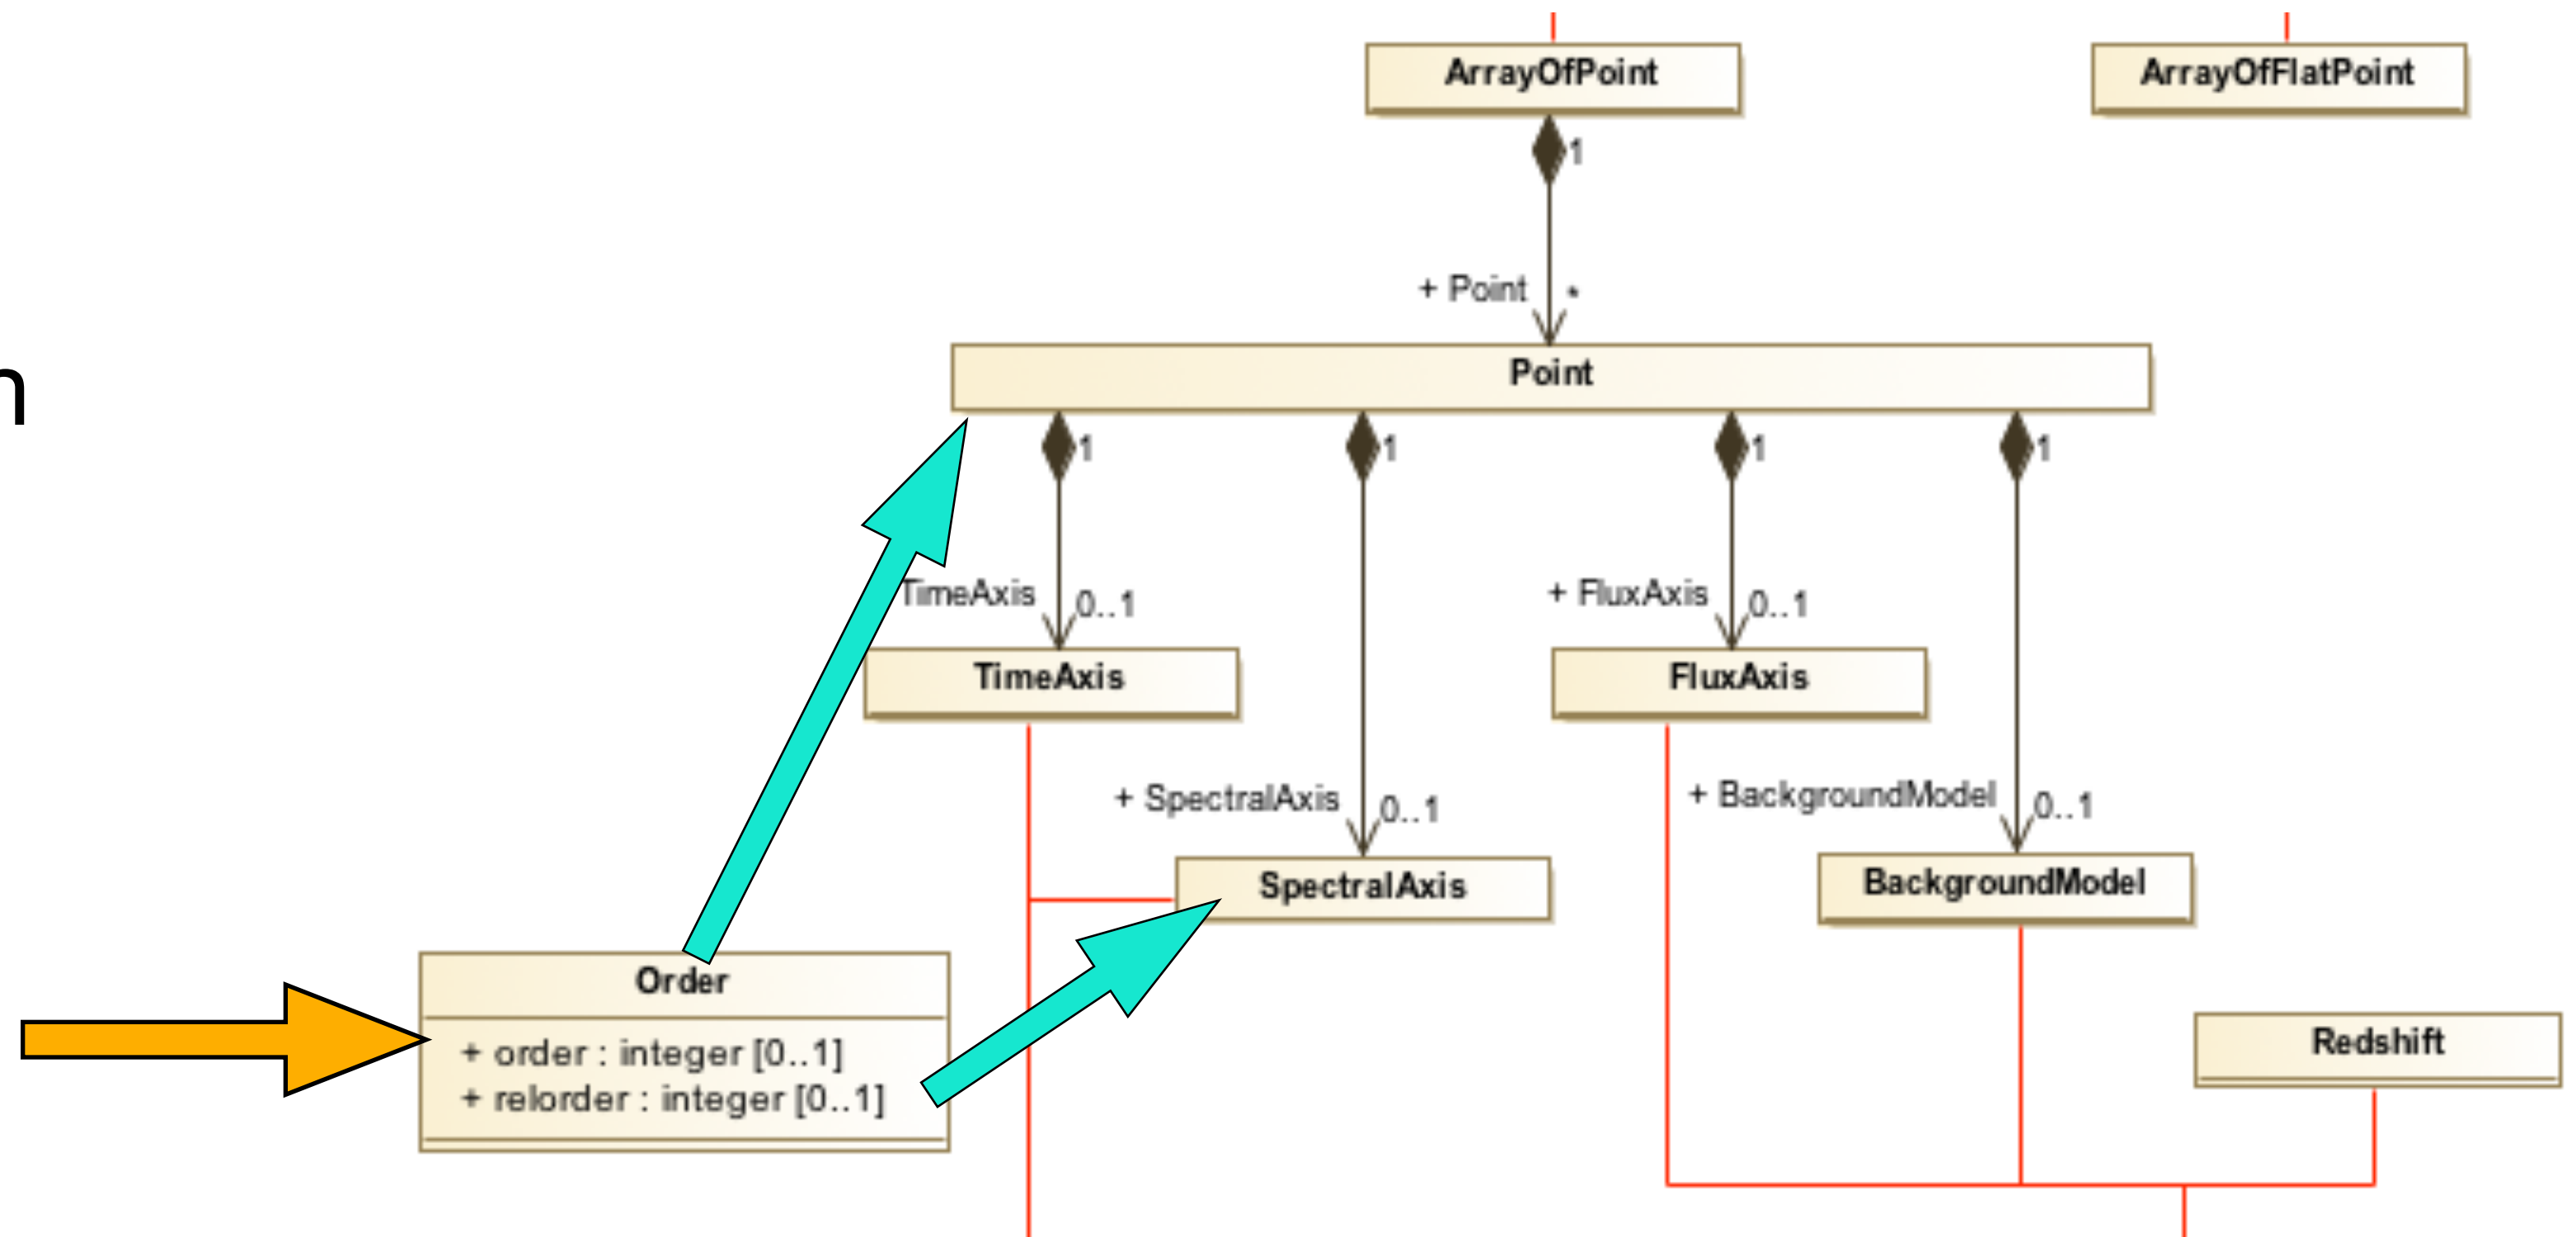 ArrayOfPoint
ArrayOfFlatPoint
1
+ Point
*
n
Point
1
1
1
1
TimeAxis
0..1
+ FluxAxis
0..1
TimeAxis
FluxAxis
+ SpectralAxis
0..1
+ BackgroundModel
0..1
SpectralAxis
BackgroundModel
Order
+ order : integer [0..1]
+ relorder : integer [0..1]
Redshift